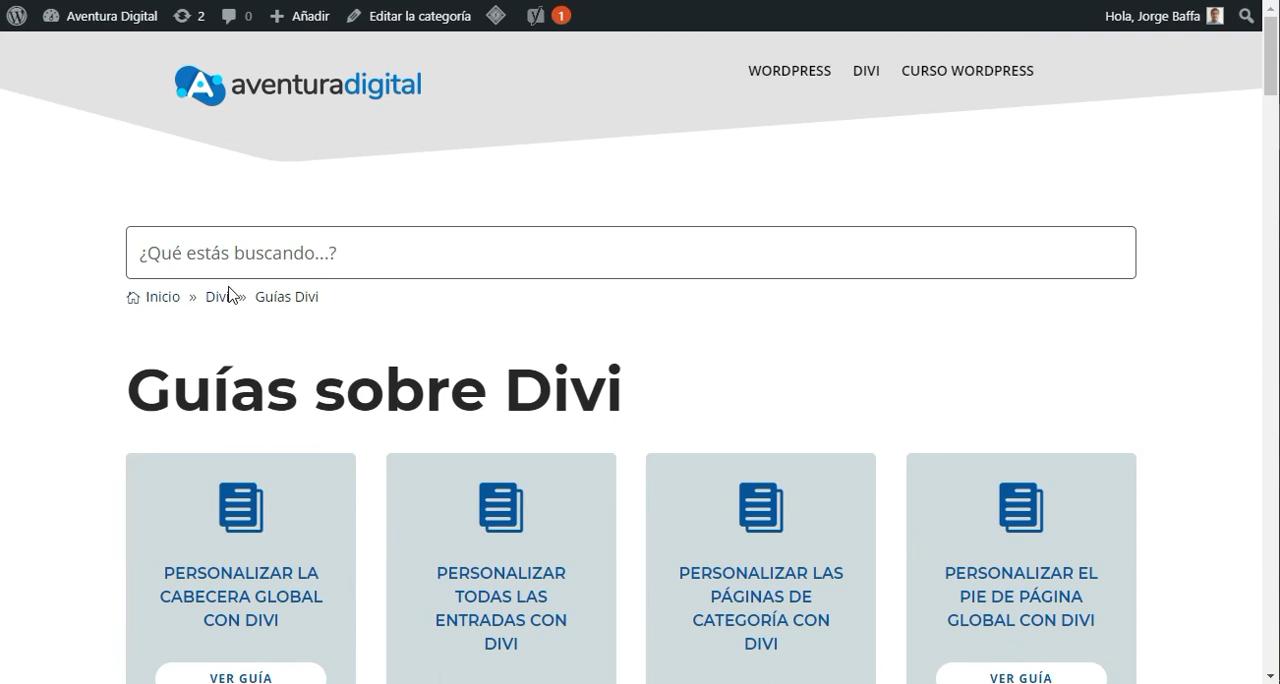 Aventura Digital 2 0 Añadir Editar la categoría 1 Hola, Jorge Baffa
aventuradigital
WORDPRESS DIVI CURSO WORDPRESS
¿Qué estás buscando...?
Inicio » Divi » Guías Divi
Guías sobre Divi
PERSONALIZAR LA
CABECERA GLOBAL
CON DIVI
VER GUÍA
PERSONALIZAR
TODAS LAS
ENTRADAS CON
DIVI
PERSONALIZAR LAS
PÁGINAS DE
CATEGORÍA CON
DIVI
PERSONALIZAR EL
PIE DE PÁGINA
GLOBAL CON DIVI
VER GUÍA